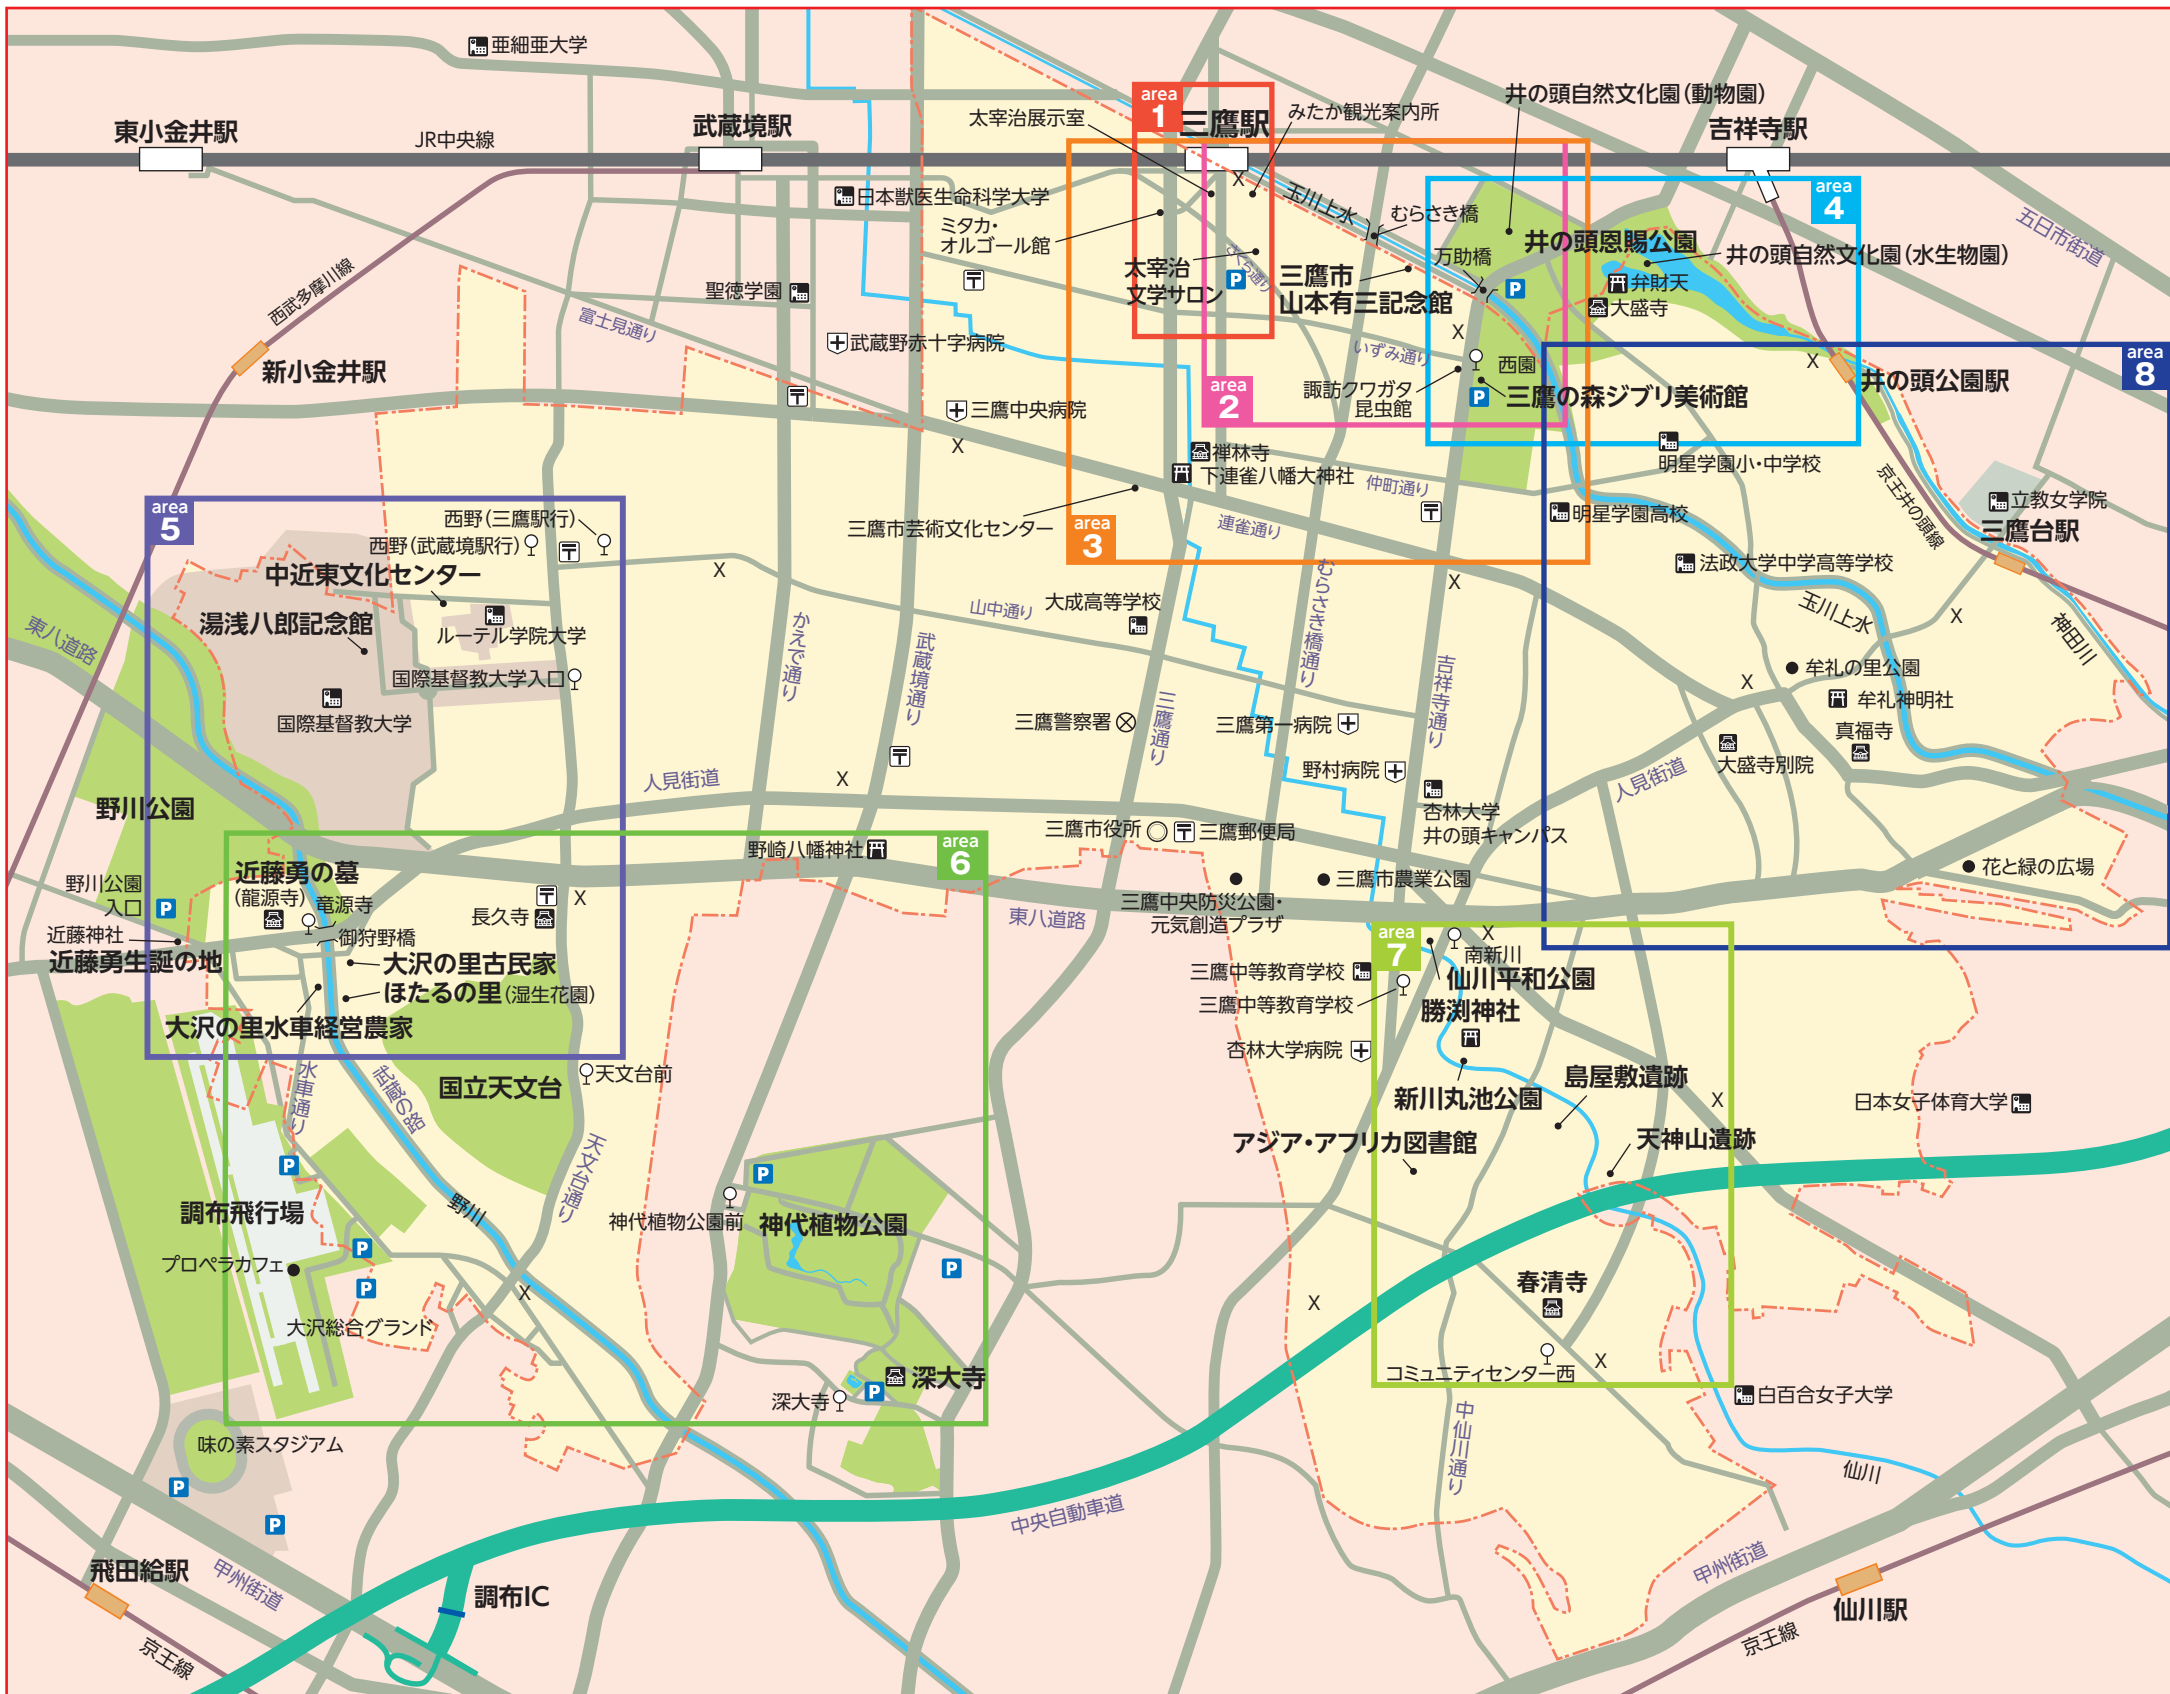 亜細亜大学
東小金井駅
JR中央線
武蔵境駅
area
1
三鷹駅
太宰治展示室
みたか観光案内所
井の頭自然文化園(動物園)
吉祥寺駅
日本獣医生命科学大学
ミタカ・
オルゴール館
X
玉川上水
むらさき橋
area
4
五日市街道
井の頭恩賜公園
井の頭自然文化園(水生物園)
西武多摩川線
聖徳学園
太宰治
文学サロン
P
さくら通り
三鷹市
山本有三記念館
万助橋
P
弁財天
大盛寺
富士見通り
武蔵野赤十字病院
新小金井駅
X
いずみ通り
西園
諏訪クワガタ
昆虫館
P
三鷹の森ジブリ美術館
X
井の頭公園駅
area
8
area
2
三鷹中央病院
X
禅林寺
下連雀八幡大神社
仲町通り
明星学園小・中学校
京王井の頭線
立教女学院
三鷹台駅
area
5
西野(三鷹駅行)
西野(武蔵境駅行)
三鷹市芸術文化センター
area
3
連雀通り
明星学園高校
法政大学中学高等学校
中近東文化センター
X
湯浅八郎記念館
ルーテル学院大学
山中通り
大成高等学校
むらさき橋通り
X
玉川上水
X
神田川
東八道路
国際基督教大学入口
国際基督教大学
かえで通り
武蔵境通り
三鷹通り
吉祥寺通り
牟礼の里公園
X
牟礼神明社
真福寺
大盛寺別院
三鷹警察署
三鷹第一病院
野村病院
人見街道
X
人見街道
野川公園
杏林大学
井の頭キャンパス
三鷹市役所
三鷹郵便局
野崎八幡神社
area
6
近藤勇の墓
(龍源寺)
竜源寺
野川公園
入口
P
長久寺
X
三鷹市農業公園
花と緑の広場
三鷹中央防災公園・
元気創造プラザ
東八道路
近藤神社
近藤勇生誕の地
御狩野橋
大沢の里古民家
ほたるの里(湿生花園)
大沢の里水車経営農家
area
7
X
南新川
三鷹中等教育学校
仙川平和公園
三鷹中等教育学校
勝淵神社
杏林大学病院
水車通り
武蔵の路
国立天文台
天文台前
新川丸池公園
島屋敷遺跡
X
日本女子体育大学
アジア・アフリカ図書館
天神山遺跡
天文台通り
P
P
調布飛行場
野川
神代植物公園前
神代植物公園
P
P
プロペラカフェ
P
X
大沢総合グランド
X
春清寺
コミュニティセンター西
X
深大寺
P
深大寺
白百合女子大学
味の素スタジアム
P
中仙川通り
仙川
P
中央自動車道
飛田給駅
甲州街道
調布IC
甲州街道
仙川駅
京王線
京王線